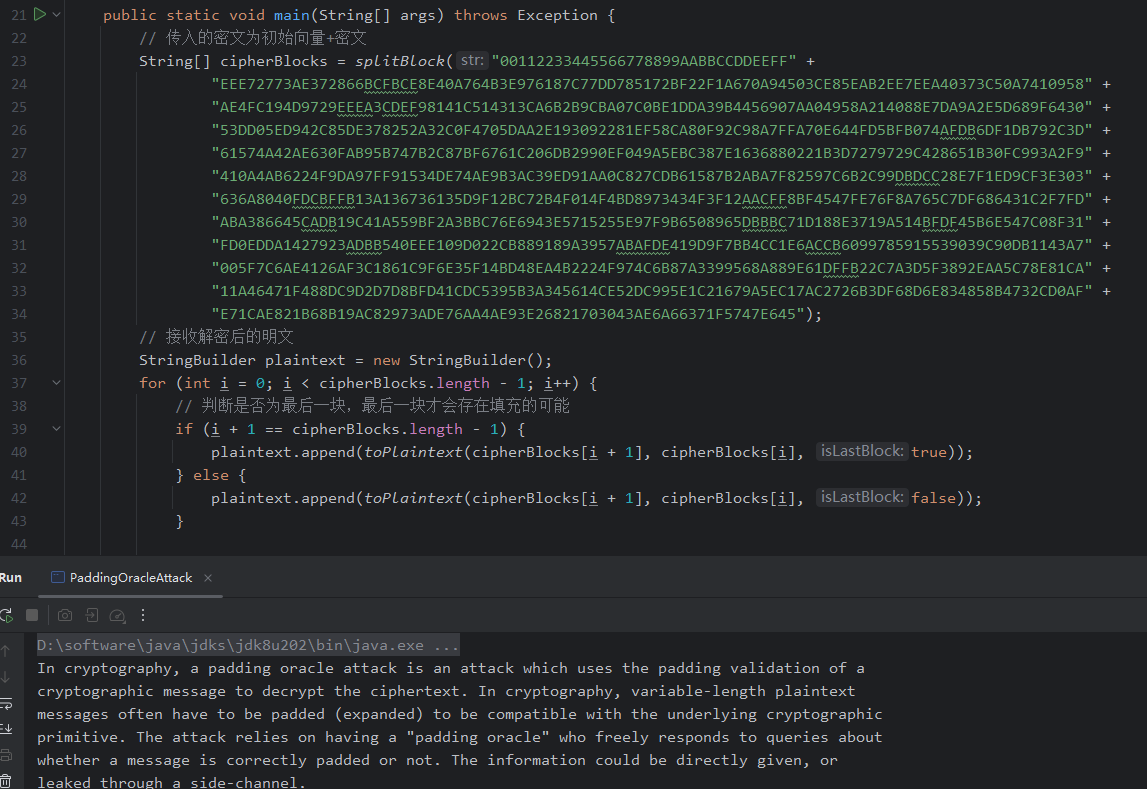 21 public static void main(String[] args) throws Exception {
22 // 传入的密文为初始向量+密文
23 String[] cipherBlocks = splitBlock( str: "00112233445566778899AABBCCDDEEFF" +
24 "EEE72773AE372866BCFBCE8E40A764B3E976187C77DD785172BF22F1A670A94503CE85EAB2EE7EEA40373C50A7410958" +
25 "AE4FC194D9729EEEEA3CDEF98141C514313CA6B2B9CBA07C0BE1DDA39B4456907AA04958A214088E7DA9A2E5D689F6430" +
26 "53DD05ED942C85DE378252A32C0F4705DAA2E193092281EF58CA80F92C98A7FFA70E644FD5BFB074AFDB6DF1DB792C3D" +
27 "61574A42AE630FAB95B747B2C87BF6761C206DB2990EF049A5EBC387E1636880221B3D7279729C428651B30FC993A2F9" +
28 "410A4AB6224F9DA97FF91534DE74AE9B3AC39ED91AA0C827CDB61587B2ABA7F82597C6B2C99DBDCC28E7F1ED9CF3E303" +
29 "636A8040FDCBFFB13A136736135D9F12BC72B4F014F4BD8973434F3F12AACFF8BBF4547FE76F8A765C7DF686431C2F7FD" +
30 "ABA386645CADB19C41A559BF2A3BBC76E6943E5715255E97F9B6508965DBBBC71D188E3719A514BFDF45B6E547C08F31" +
31 "FD0EDDA1427923ADBB540EEE109D022CB889189A3957ABAFDE419D9F7BB4CC1E6ACCB6099785915539039C90DB1143A7" +
32 "005F7C6AE4126AF3C1861C9F6E35F14BD48EA4B2224F974C6B87A3399568A889E61DFFB22C7A3D5F3892EAA5C78E81CA" +
33 "11A46471F488DC9D2D7D8BFD41CDC5395B3A345614CE52DC995E1C21679A5EC17AC2726B3DF68D6E834858B4732CD0AF" +
34 "E71CAE821B68B19AC82973ADE76AA4AE93E26821703043AE6A66371F5747E645");
35 // 接收解密后的明文
36 StringBuilder plaintext = new StringBuilder();
37 for (int i = 0; i < cipherBlocks.length - 1; i++) {
38 // 判断是否为最后一块，最后一块才会存在填充的可能
39 if (i + 1 == cipherBlocks.length - 1) {
40 plaintext.append(toPlaintext(cipherBlocks[i + 1], cipherBlocks[i], isLastBlock: true));
41 } else {
42 plaintext.append(toPlaintext(cipherBlocks[i + 1], cipherBlocks[i], isLastBlock: false));
43 }
44
Run PaddingOracleAttack ×
D:\software\java\jdks\jdk8u202\bin\java.exe ...
In cryptography, a padding oracle attack is an attack which uses the padding validation of a
cryptographic message to decrypt the ciphertext. In cryptography, variable-length plaintext
messages often have to be padded (expanded) to be compatible with the underlying cryptographic
primitive. The attack relies on having a "padding oracle" who freely responds to queries about
whether a message is correctly padded or not. The information could be directly given, or
leaked through a side-channel.